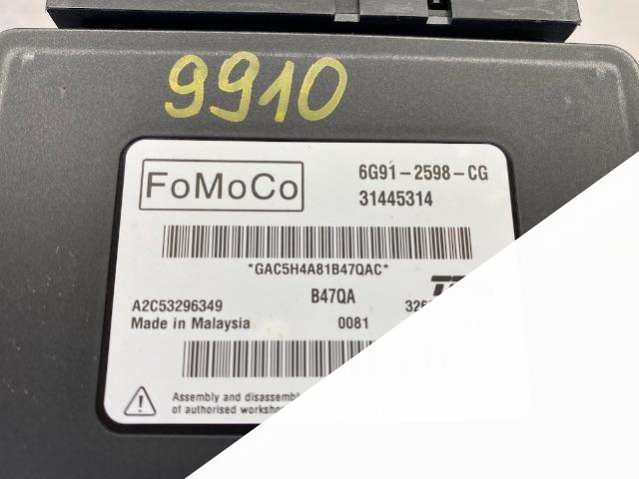 9910
FoMoCo
6G91-2598-CG
31445314
*GAC5H4A81B47QAC*
B47QA
A2C53296349
Made in Malaysia
0081
Assembly and disassemb
of authorised worksho